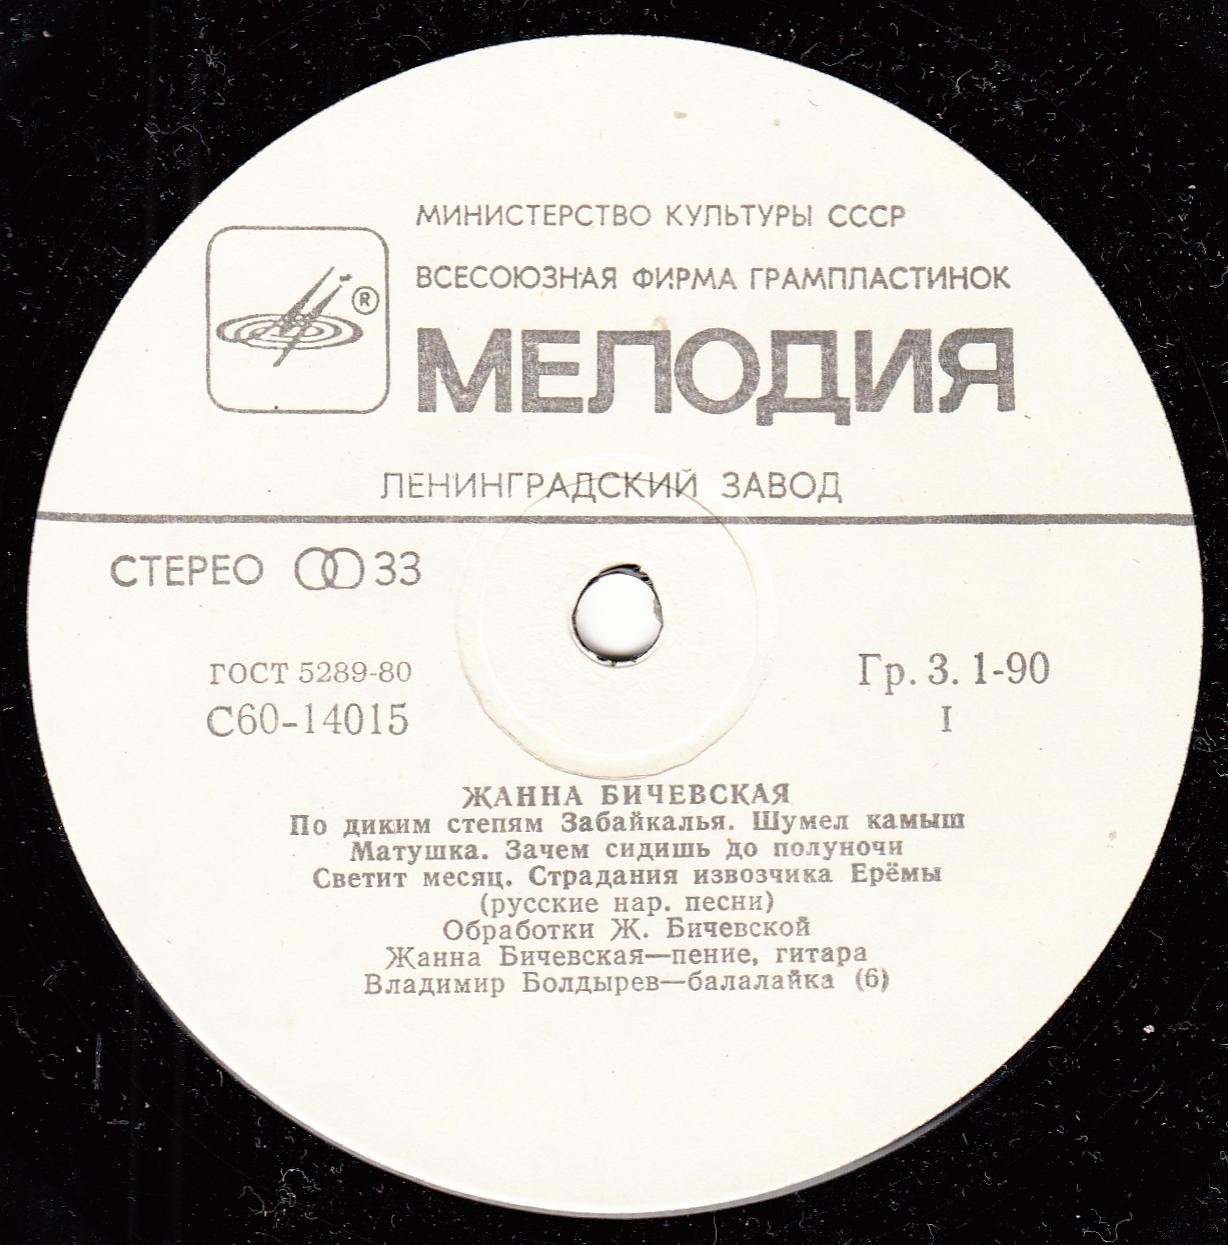 МИНИСТЕРСТВО КУЛЬТУРЫ СССР
ВСЕСОЮЗНАЯ ФИРМА ГРАМПЛАСТИНОК
®
МЕЛОДИЯ
ЛЕНИНГРАДСКИЙ ЗАВОД
СТЕРЕО 33
ГОСТ 5289-80
С60-14015
Гр. 3. 1-90
I
ЖАННА БИЧЕВСКАЯ
По диким степям Забайкалья. Шумел камыш
Матушка. Зачем сидишь до полуночи
Светит месяц. Страдания извозчика Ерёмы
(русские нар. песни)
Обработки Ж. Бичевской
Жанна Бичевская—пение, гитара
Владимир Болдырев—балалайка (6)